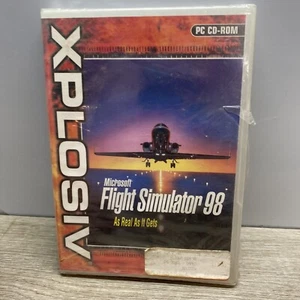 PC CD-ROM
XPLOSIV
Microsoft
Flight Simulator 98
As Real As It Gets